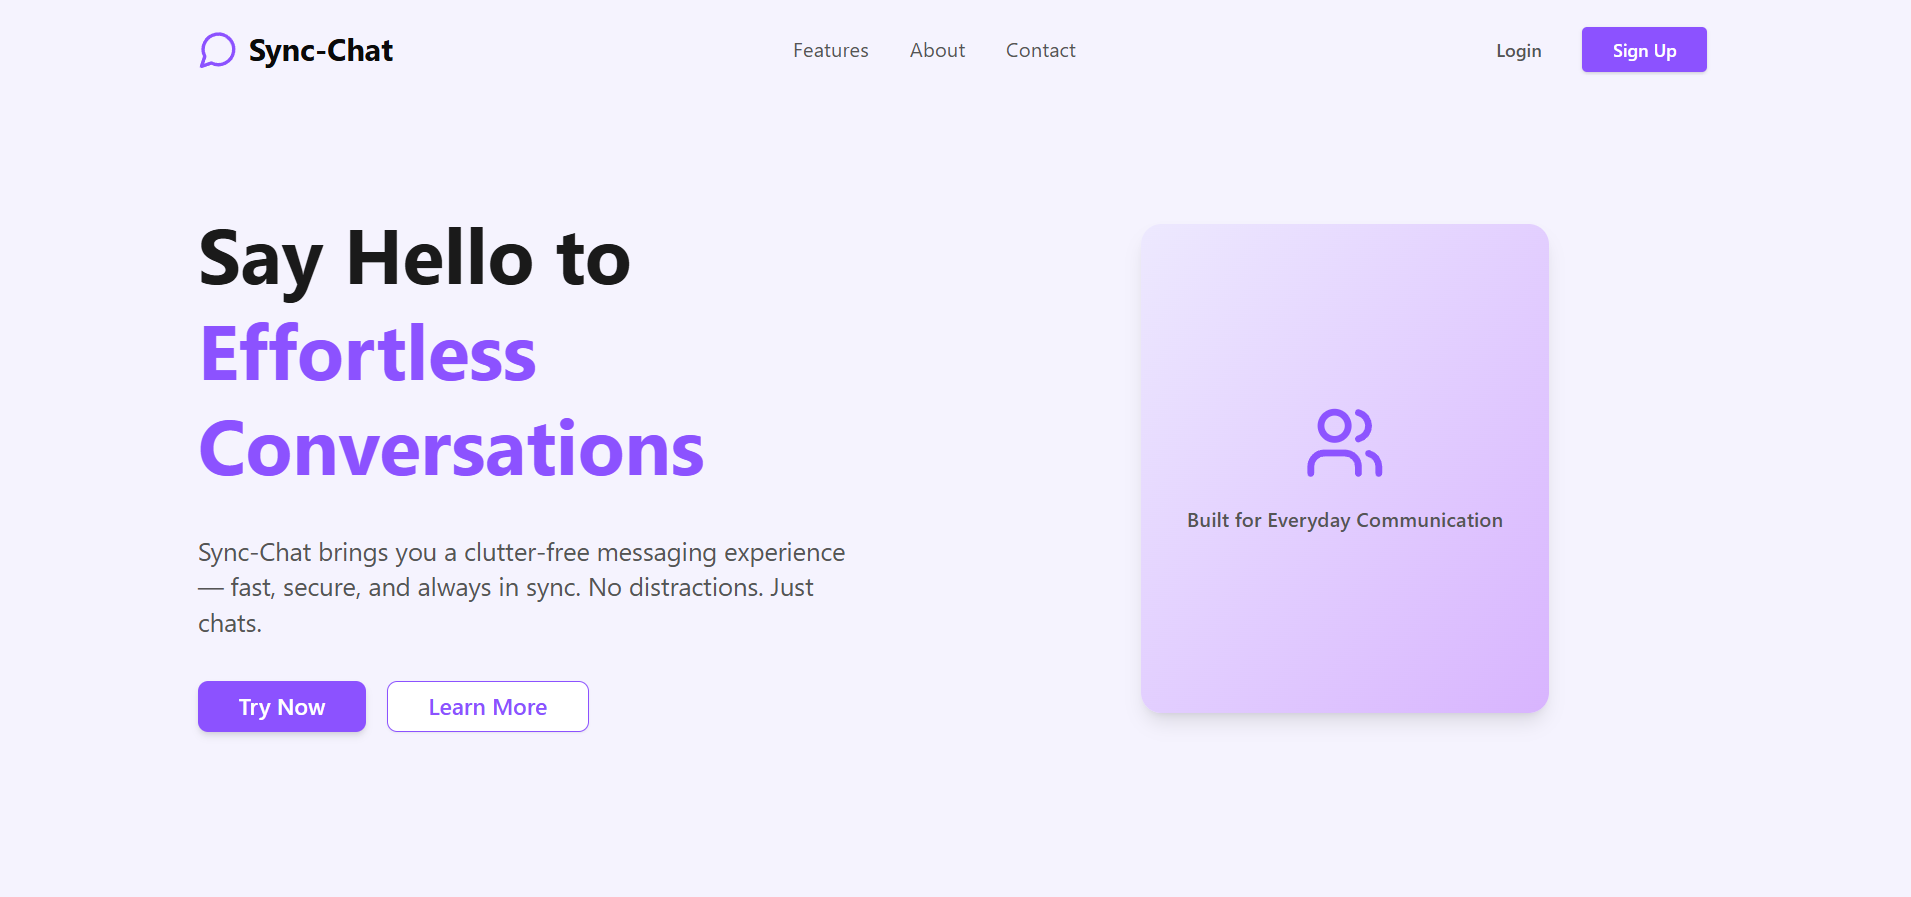 Sync-Chat
Features
About
Contact
Login
Sign Up
Say Hello to
Effortless
Conversations
Sync-Chat brings you a clutter-free messaging experience
— fast, secure, and always in sync. No distractions. Just
chats.
Try Now
Learn More
Built for Everyday Communication